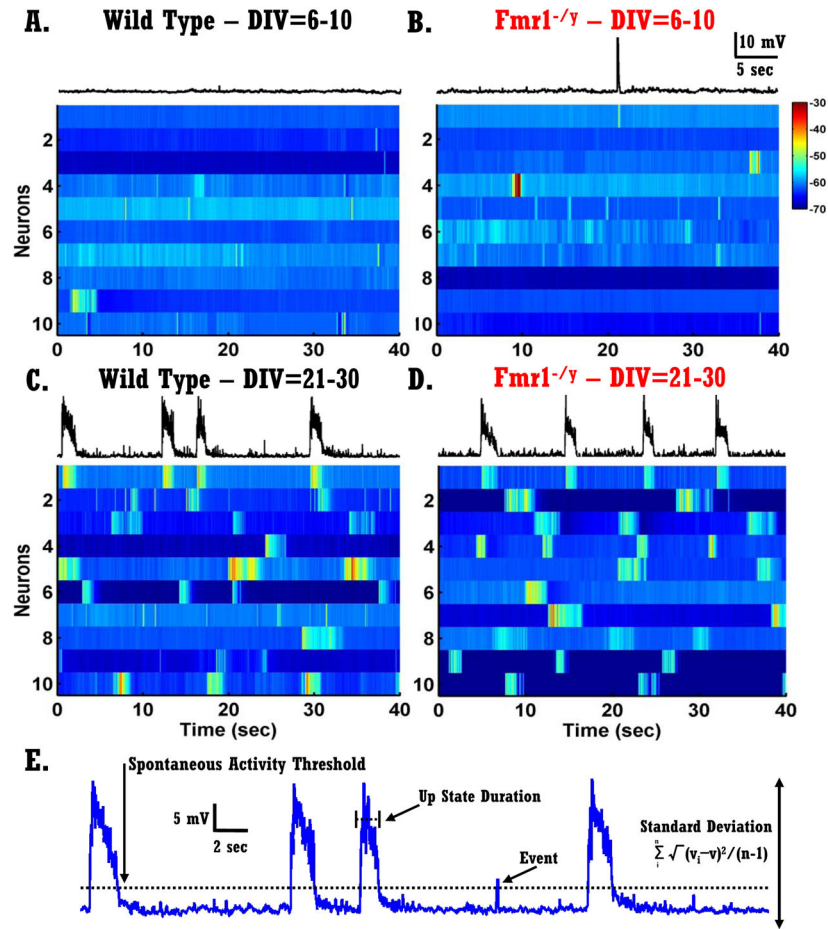 A. Wild Type – DIV=6-10
B. Fmr1-/y – DIV=6-10
10 mV
5 sec
-30
-40
-50
-60
-70
Neurons
2
4
6
8
10
0 10 20 30 40
2
4
6
8
10
0 10 20 30 40
C. Wild Type – DIV=21-30
D. Fmr1-/y – DIV=21-30
Neurons
2
4
6
8
10
0 10 20 30 40
Time (sec)
2
4
6
8
10
0 10 20 30 40
Time (sec)
E.
Spontaneous Activity Threshold
5 mV
2 sec
Up State Duration
Event
Standard Deviation
n
∑ √(vi–v)2/(n-1)
i